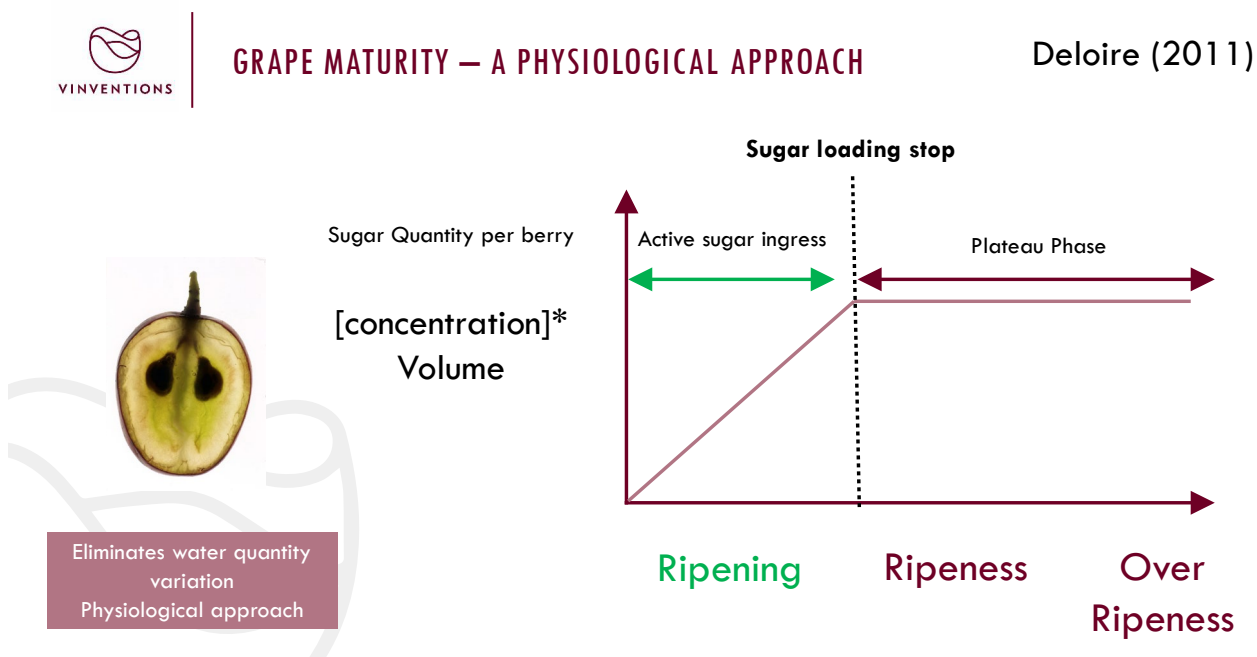 VINVENTIONS
GRAPE MATURITY – A PHYSIOLOGICAL APPROACH
Deloire (2011)
Sugar loading stop
Sugar Quantity per berry
Active sugar ingress
Plateau Phase
[concentration]*
Volume
Eliminates water quantity
variation
Physiological approach
Ripening
Ripeness
Over
Ripeness